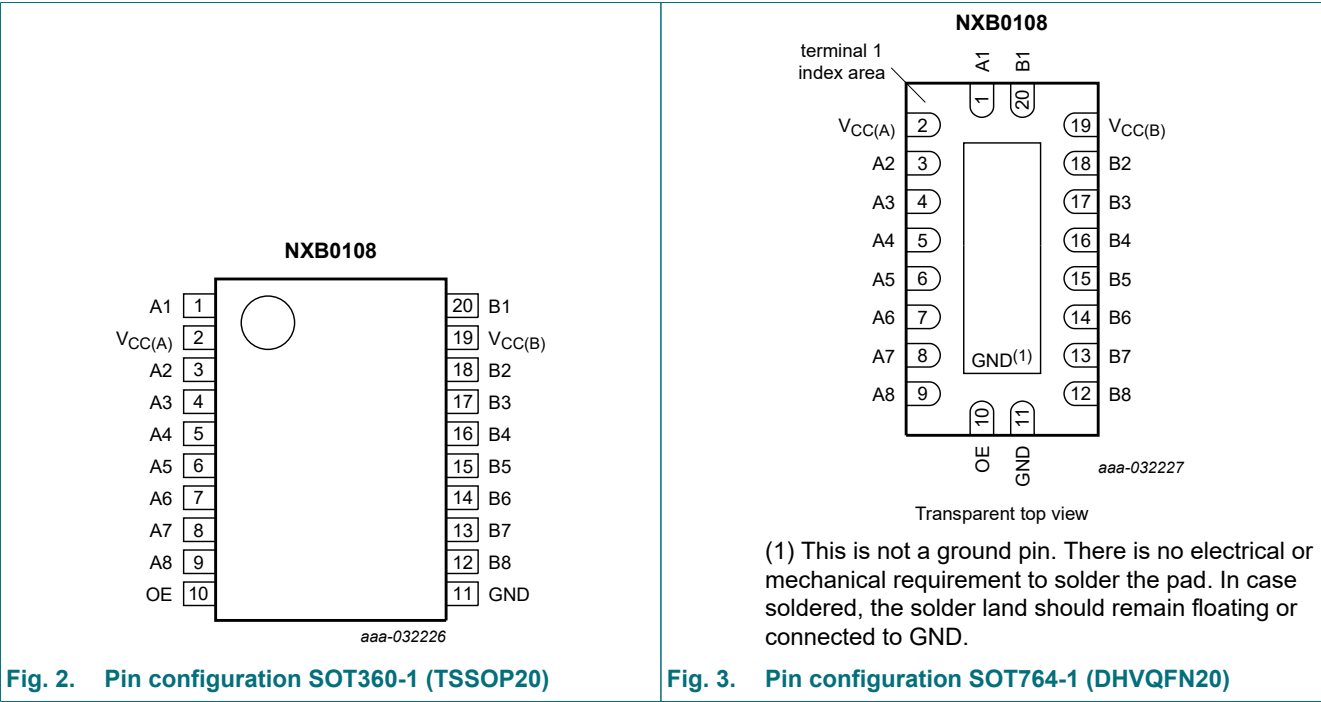 NXB0108
A1 1
VCC(A) 2
A2 3
A3 4
A4 5
A5 6
A6 7
A7 8
A8 9
OE 10
20 B1
19 VCC(B)
18 B2
17 B3
16 B4
15 B5
14 B6
13 B7
12 B8
11 GND
aaa-032226
Fig. 2. Pin configuration SOT360-1 (TSSOP20)
NXB0108
terminal 1
index area
A1 B1
1 20
VCC(A) 2
A2 3
A3 4
A4 5
A5 6
A6 7
A7 8
A8 9
19 VCC(B)
18 B2
17 B3
16 B4
15 B5
14 B6
13 B7
12 B8
GND(1)
10 11
OE GND
aaa-032227
Transparent top view
(1) This is not a ground pin. There is no electrical or
mechanical requirement to solder the pad. In case
soldered, the solder land should remain floating or
connected to GND.
Fig. 3. Pin configuration SOT764-1 (DHVQFN20)